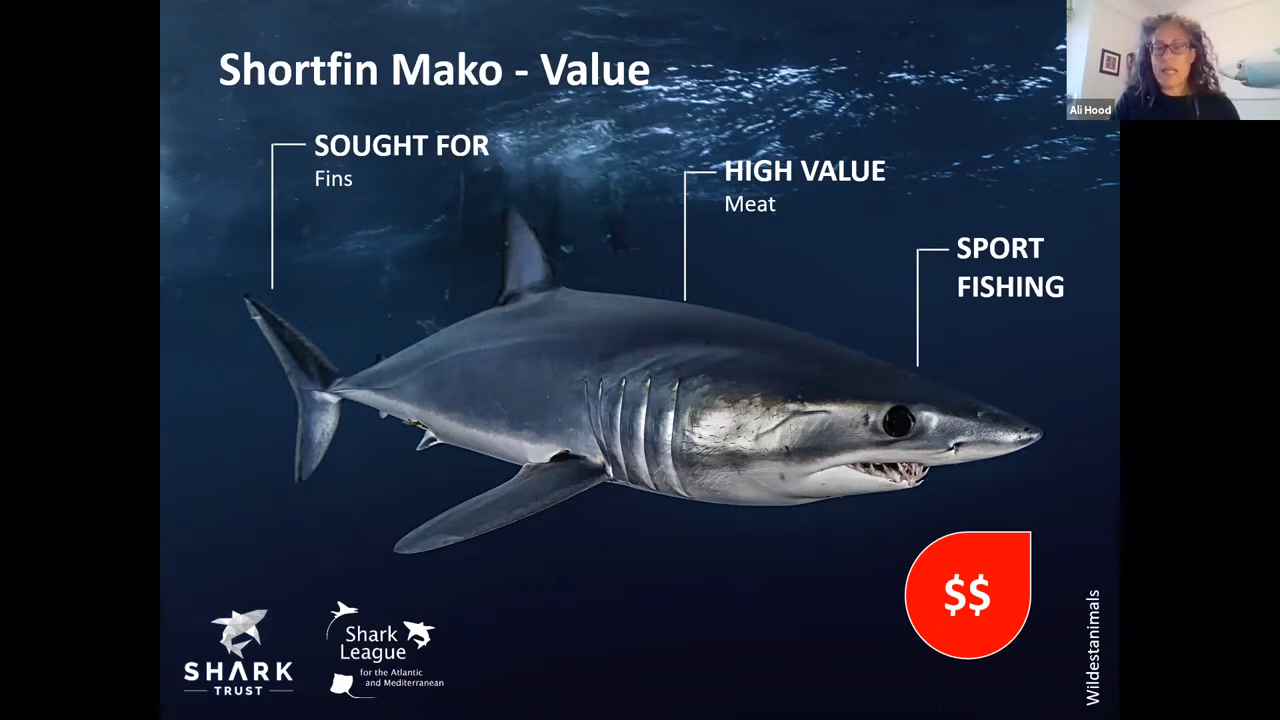 Shortfin Mako - Value
Ali Hood
SOUGHT FOR
Fins
HIGH VALUE
Meat
SPORT
FISHING
$$
Wildestanimals
SHARK
TRUST
Shark
League
for the Atlantic
and Mediterranean